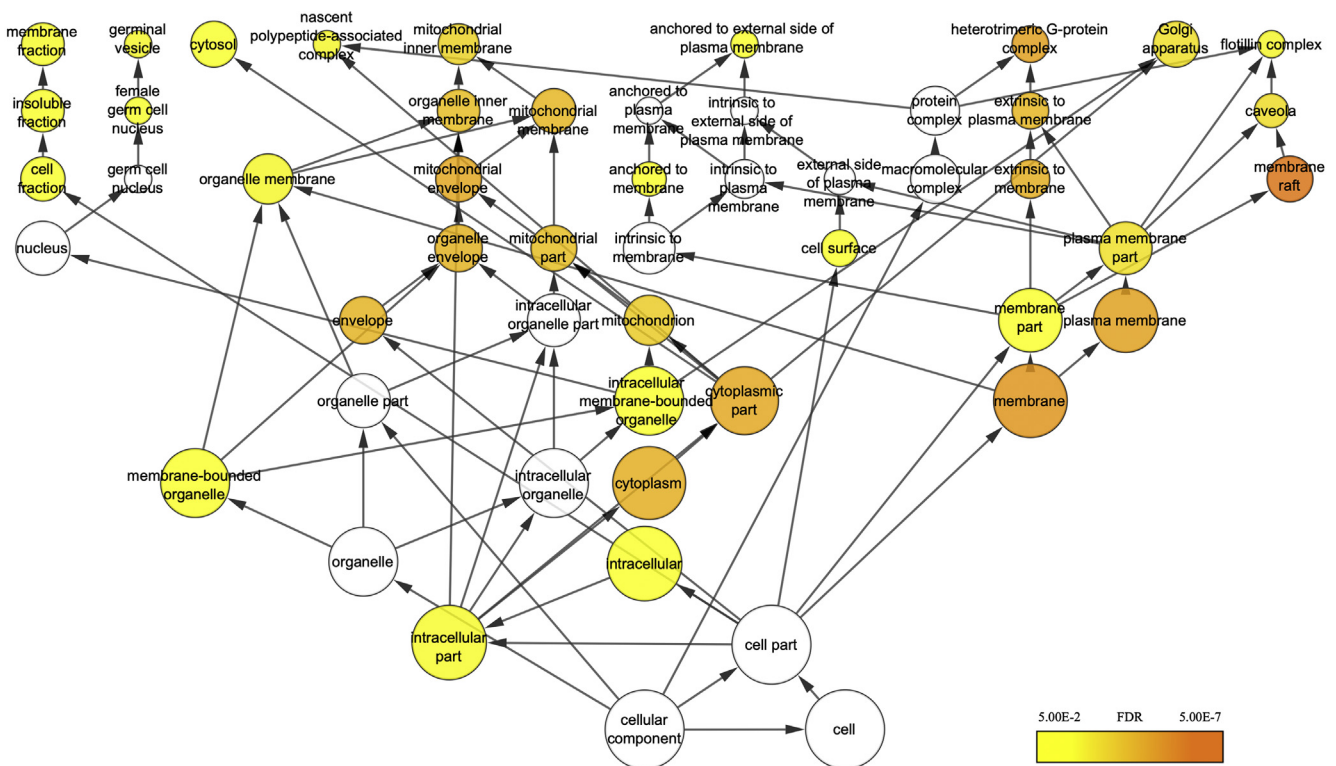 membrane
fraction
germinal
vesicle
cytosol
nascent
polypeptide-associated
complex
mitochondrial
inner membrane
anchored to external side of
plasma membrane
heterotrimeric G-protein
complex
Golgi
apparatus
flotillin complex
insoluble
fraction
female
germ cell
nucleus
organelle inner
membrane
mitochondrial
membrane
anchored to
plasma
membrane
intrinsic to
external side of
plasma membrane
protein
complex
extrinsic to
plasma membrane
caveola
cell
fraction
germ cell
nucleus
organelle membrane
mitochondrial
envelope
anchored to
membrane
intrinsic to
plasma
membrane
external side
of plasma
membrane
macromolecular
complex
extrinsic to
membrane
membrane
raft
nucleus
organelle
envelope
mitochondrial
part
intrinsic to
membrane
cell surface
plasma membrane
part
envelope
intracellular
organelle part
mitochondrion
membrane
part
plasma membrane
organelle part
intracellular
membrane-bounded
organelle
cytoplasmic
part
membrane
membrane-bounded
organelle
intracellular
organelle
cytoplasm
organelle
intracellular
intracellular
part
cell part
cellular
component
cell
5.00E-2 FDR 5.00E-7